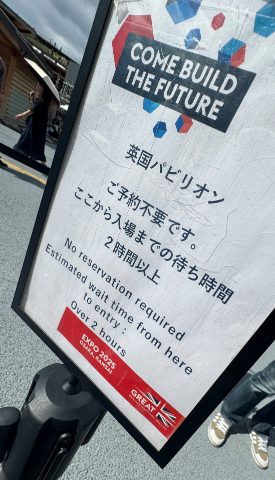 COME BUILD
THE FUTURE
英国パビリオン
ご予約不要です。
ここから入場までの待ち時間
2時間以上
No reservation required
Estimated wait time from here
to entry :
Over 2 hours
EXPO 2025
OSAKA, KANSAI
GREAT